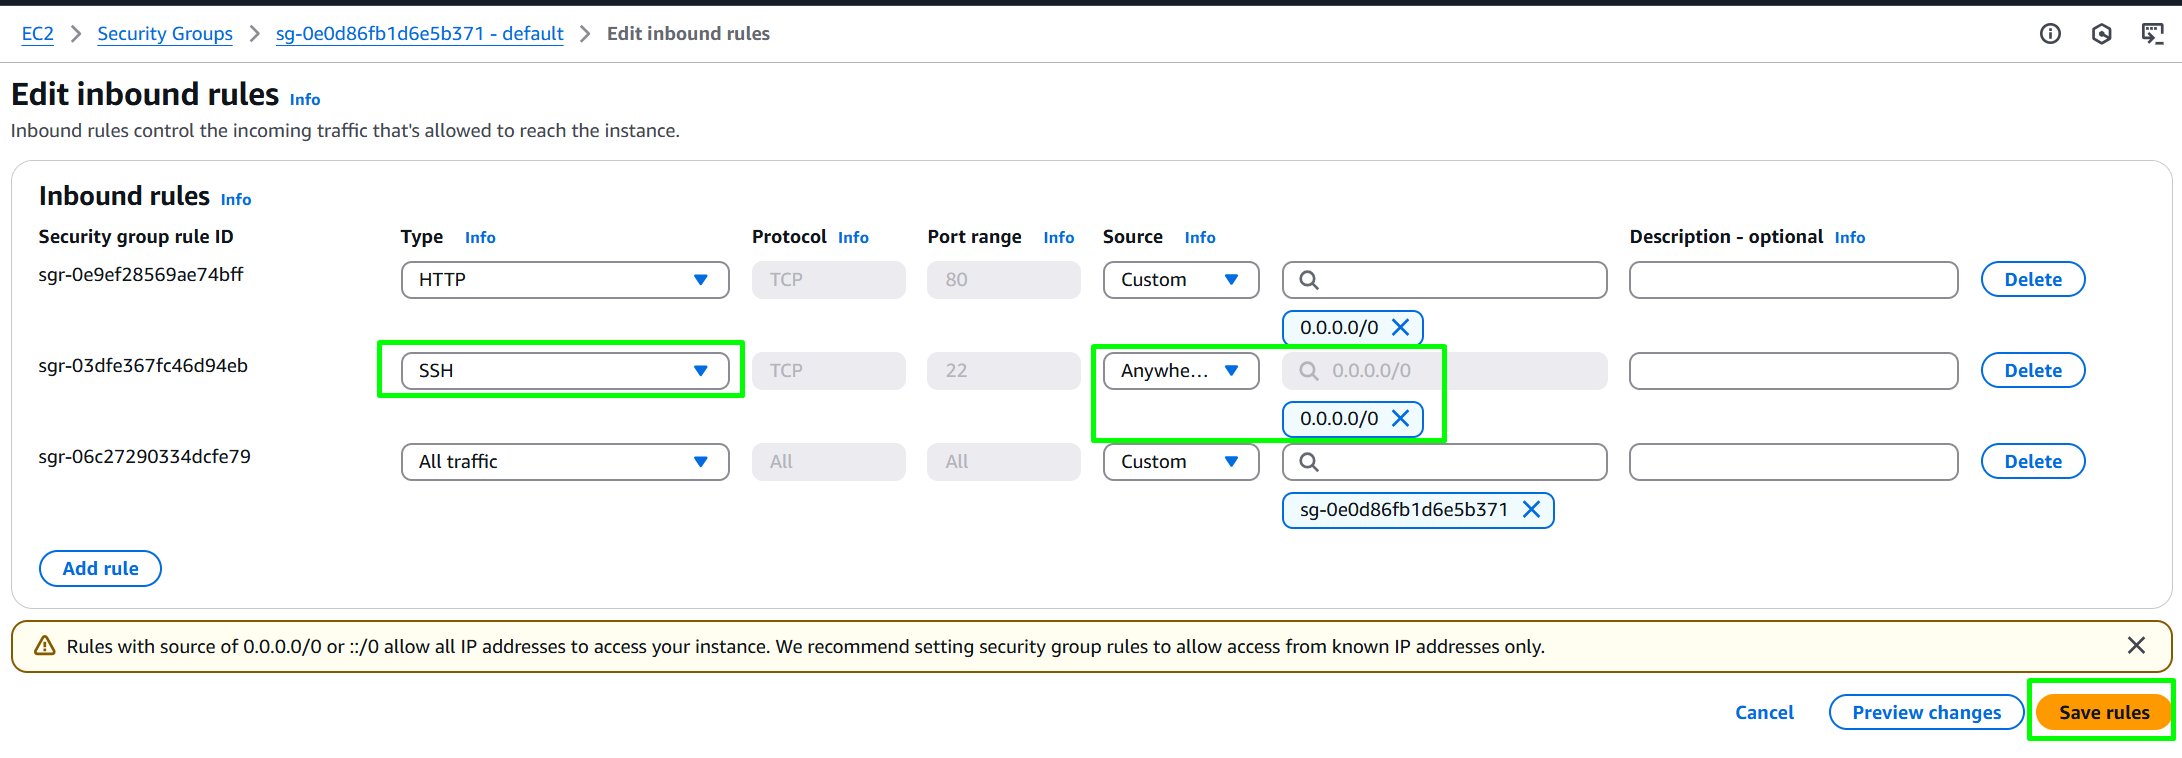 EC2 > Security Groups > sg-0e0d86fb1d6e5b371 - default > Edit inbound rules
Edit inbound rules Info
Inbound rules control the incoming traffic that's allowed to reach the instance.
Inbound rules Info
Security group rule ID Type Info Protocol Info Port range Info Source Info Description - optional Info
sgr-0e9ef28569ae74bff HTTP TCP 80 Custom Delete
0.0.0.0/0
sgr-03dfe367fc46d94eb SSH TCP 22 Anywhe... 0.0.0.0/0 Delete
0.0.0.0/0
sgr-06c27290334dcfe79 All traffic All All Custom Delete
sg-0e0d86fb1d6e5b371
Add rule
Rules with source of 0.0.0.0/0 or ::/0 allow all IP addresses to access your instance. We recommend setting security group rules to allow access from known IP addresses only.
Cancel Preview changes Save rules